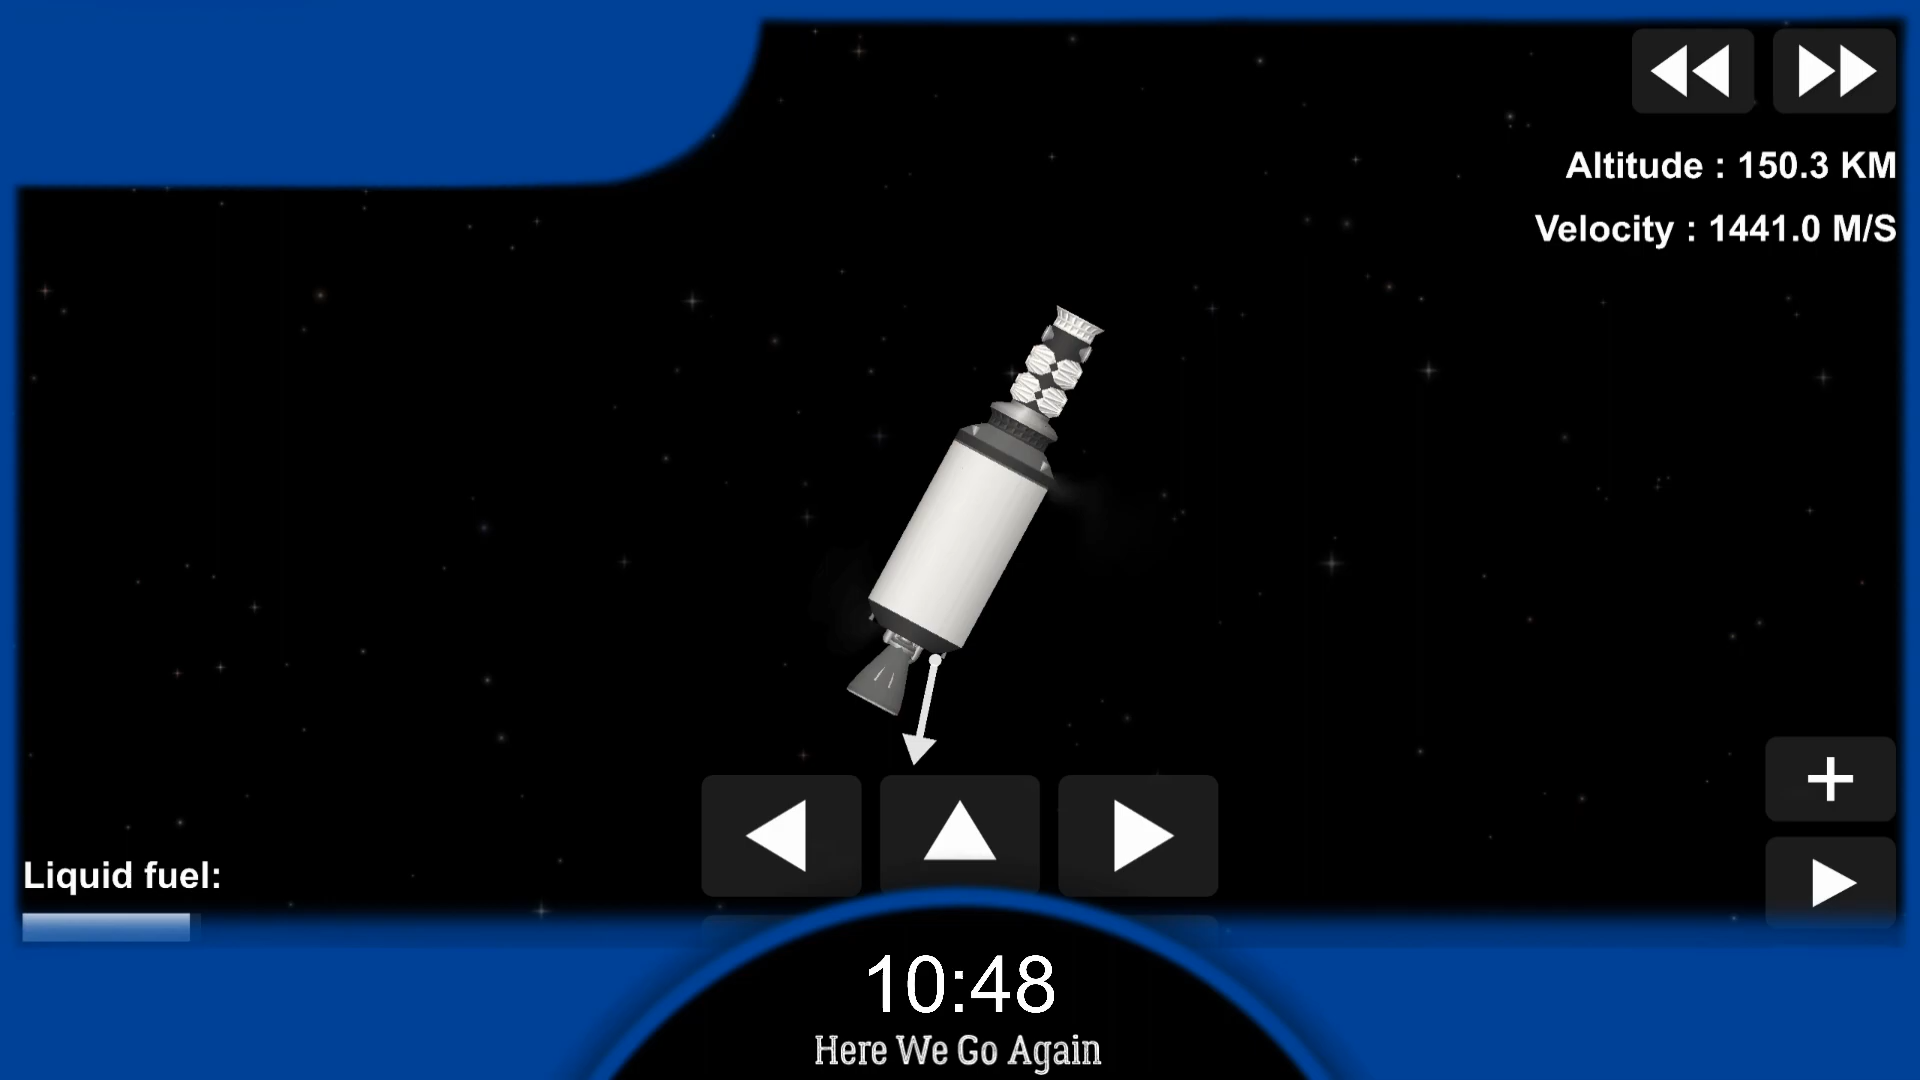 Altitude : 150.3 KM
Velocity : 1441.0 M/S
Liquid fuel:
10:48
Here We Go Again